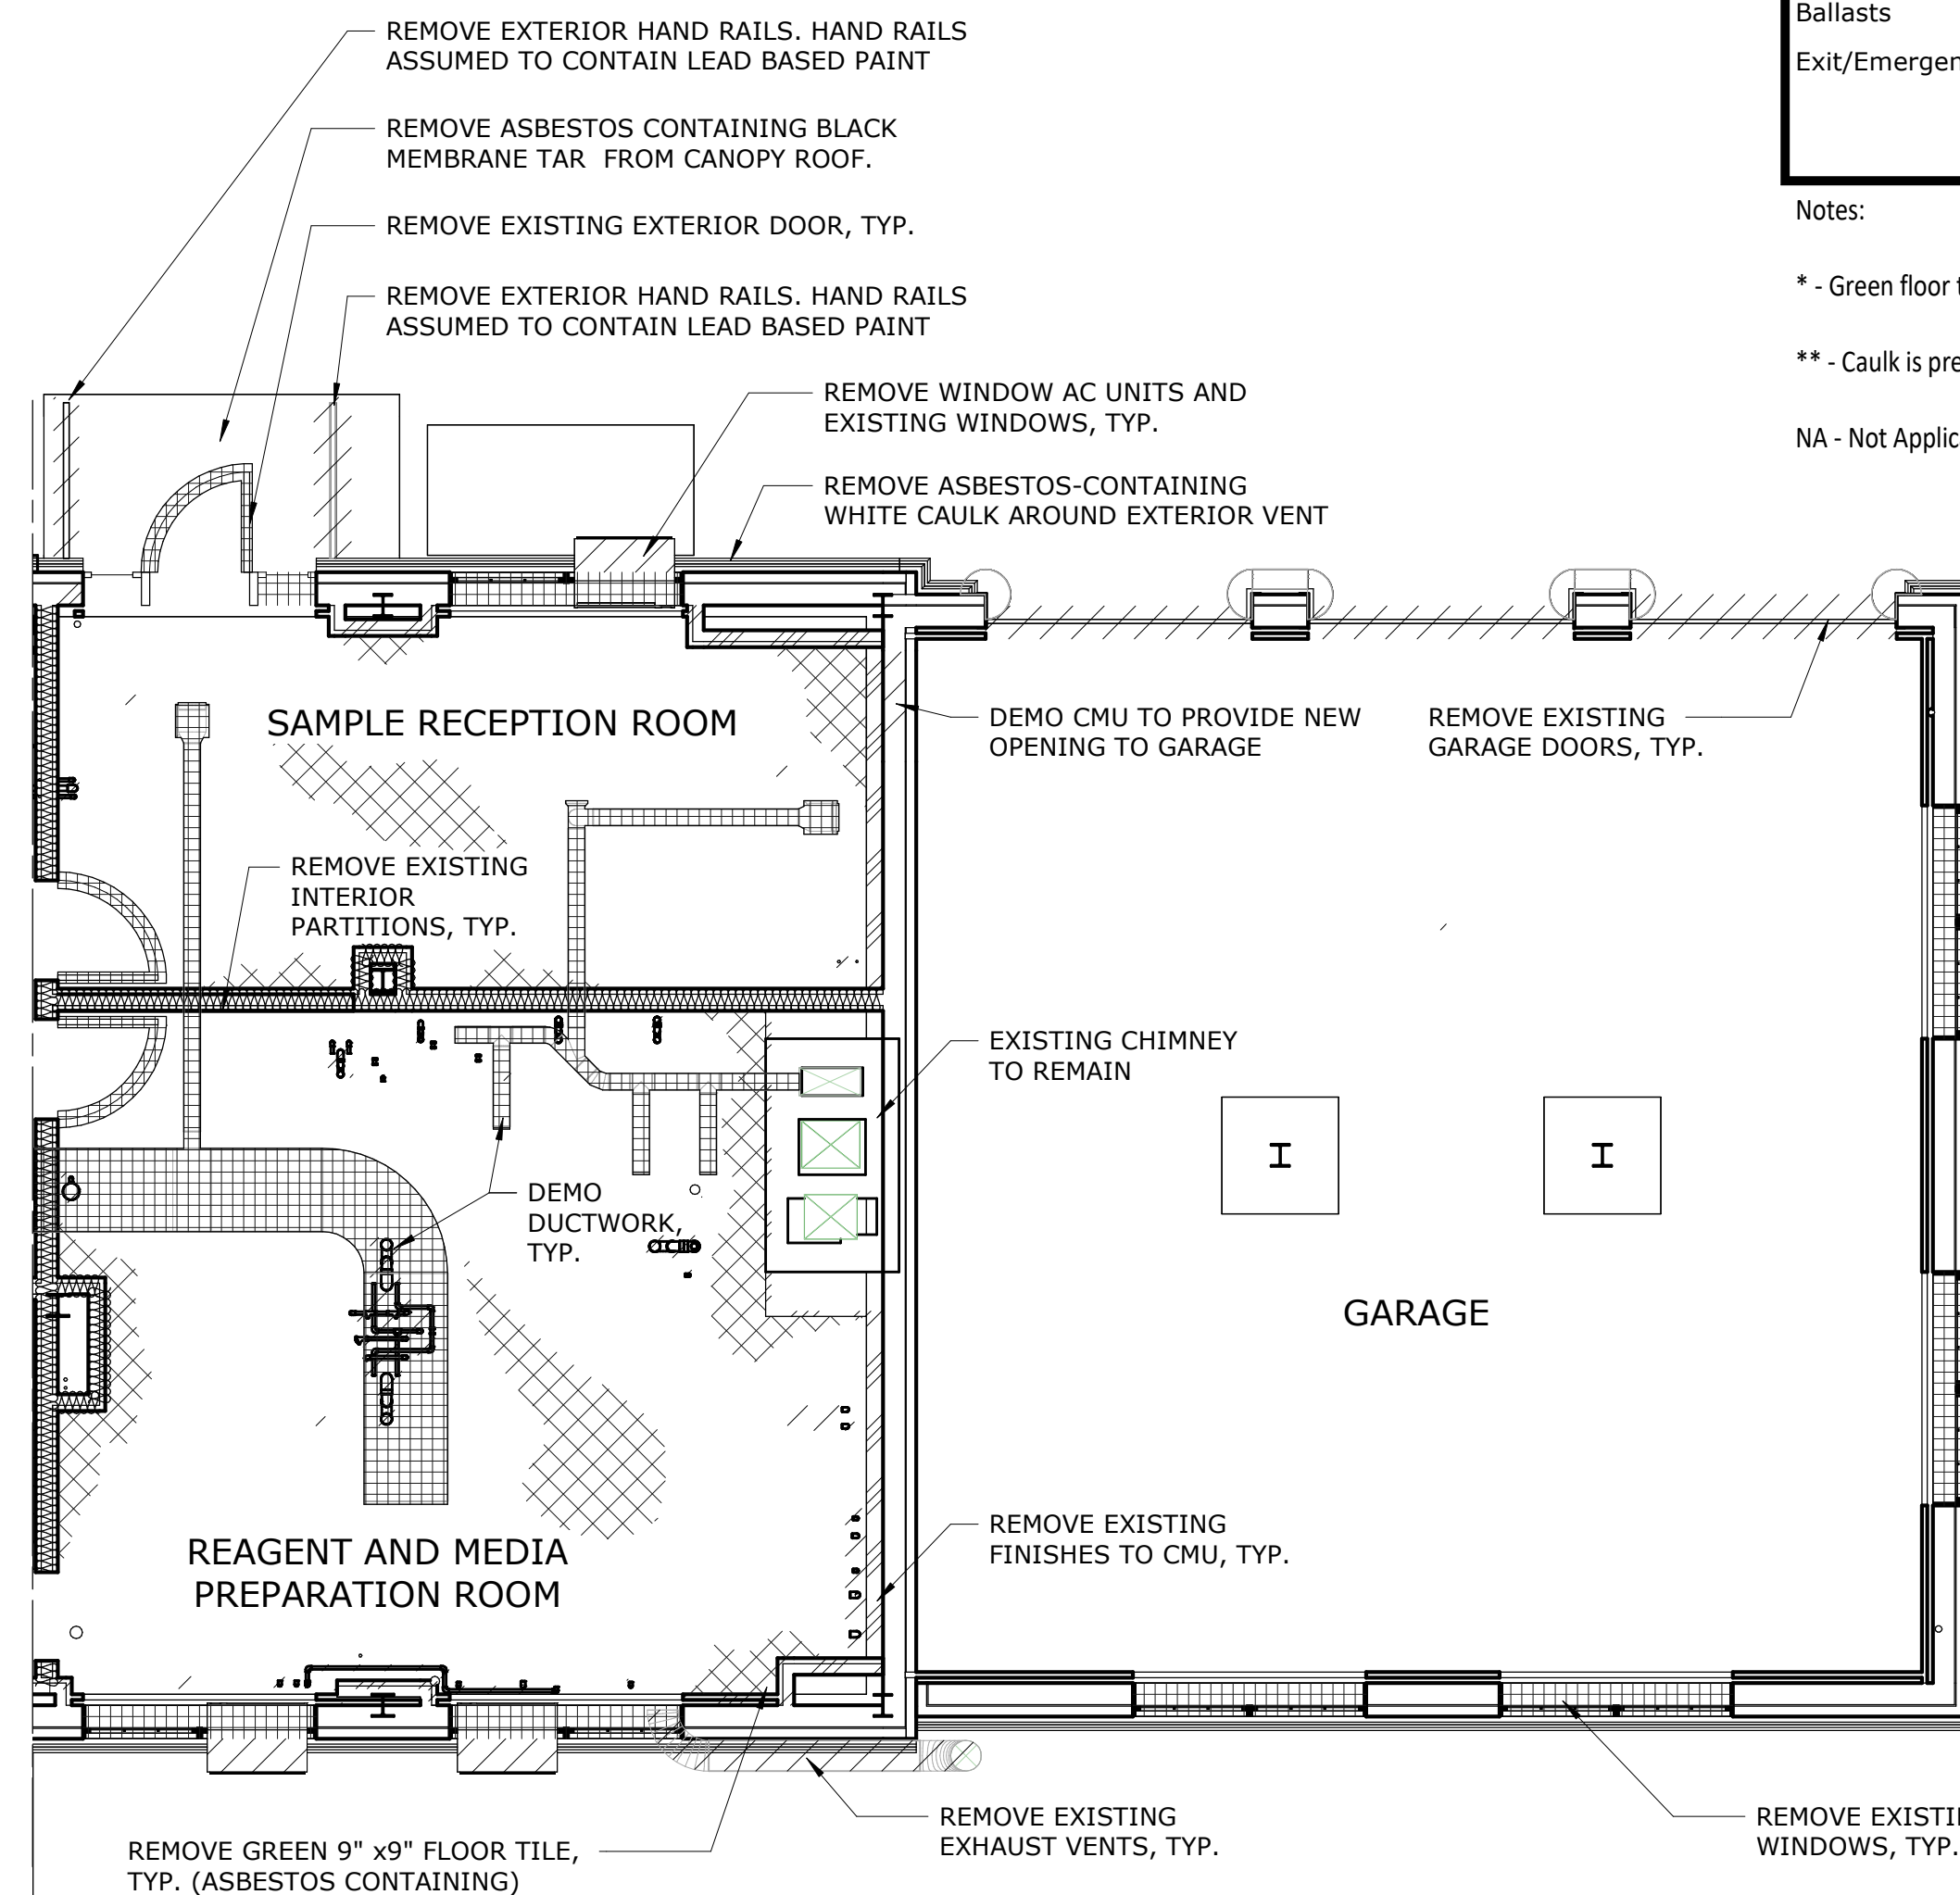 REMOVE EXTERIOR HAND RAILS. HAND RAILS
ASSUMED TO CONTAIN LEAD BASED PAINT
REMOVE ASBESTOS CONTAINING BLACK
MEMBRANE TAR  FROM CANOPY ROOF.
REMOVE EXISTING EXTERIOR DOOR, TYP.
REMOVE EXTERIOR HAND RAILS. HAND RAILS
ASSUMED TO CONTAIN LEAD BASED PAINT
REMOVE WINDOW AC UNITS AND
EXISTING WINDOWS, TYP.
REMOVE ASBESTOS-CONTAINING
WHITE CAULK AROUND EXTERIOR VENT
Ballasts
Exit/Emergen
Notes:
* - Green floor t
** - Caulk is pre
NA - Not Applic
SAMPLE RECEPTION ROOM
DEMO CMU TO PROVIDE NEW
OPENING TO GARAGE
REMOVE EXISTING
GARAGE DOORS, TYP.
REMOVE EXISTING
INTERIOR
PARTITIONS, TYP.
EXISTING CHIMNEY
TO REMAIN
DEMO
DUCTWORK,
TYP.
GARAGE
REAGENT AND MEDIA
PREPARATION ROOM
REMOVE EXISTING
FINISHES TO CMU, TYP.
REMOVE GREEN 9" x9" FLOOR TILE,
TYP. (ASBESTOS CONTAINING)
REMOVE EXISTING
EXHAUST VENTS, TYP.
REMOVE EXISTIN
WINDOWS, TYP.